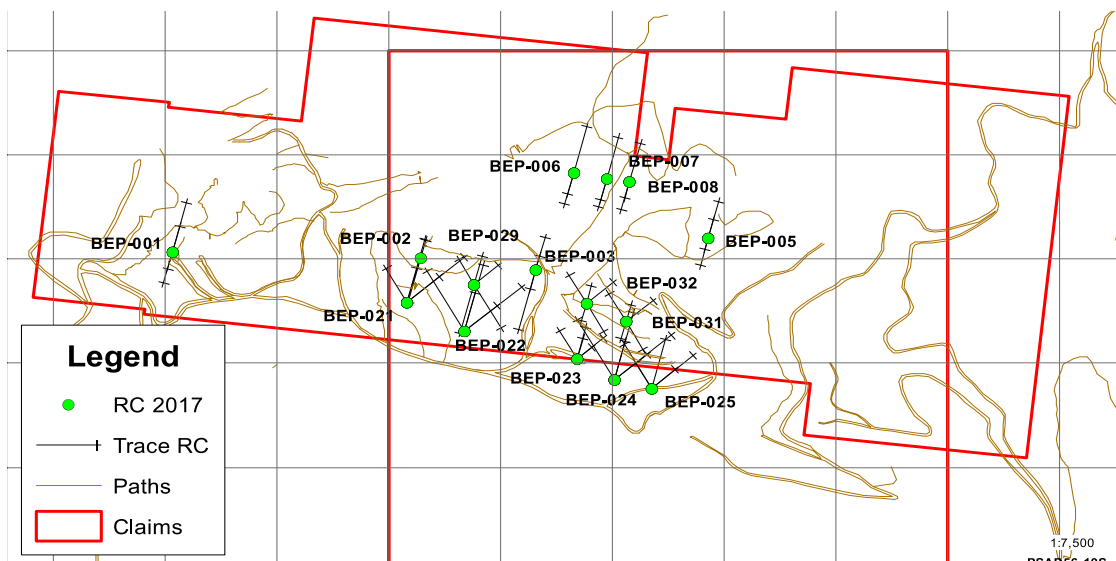 BEP-007
BEP-006
BEP-008
BEP-029
BEP-002
BEP-001
BEP-005
BEP-003
BEP-032
BEP-021
BEP-031
BEP-022
BEP-023
BEP-024
BEP-025
Legend
RC 2017
Trace RC
Paths
Claims
1:7,500